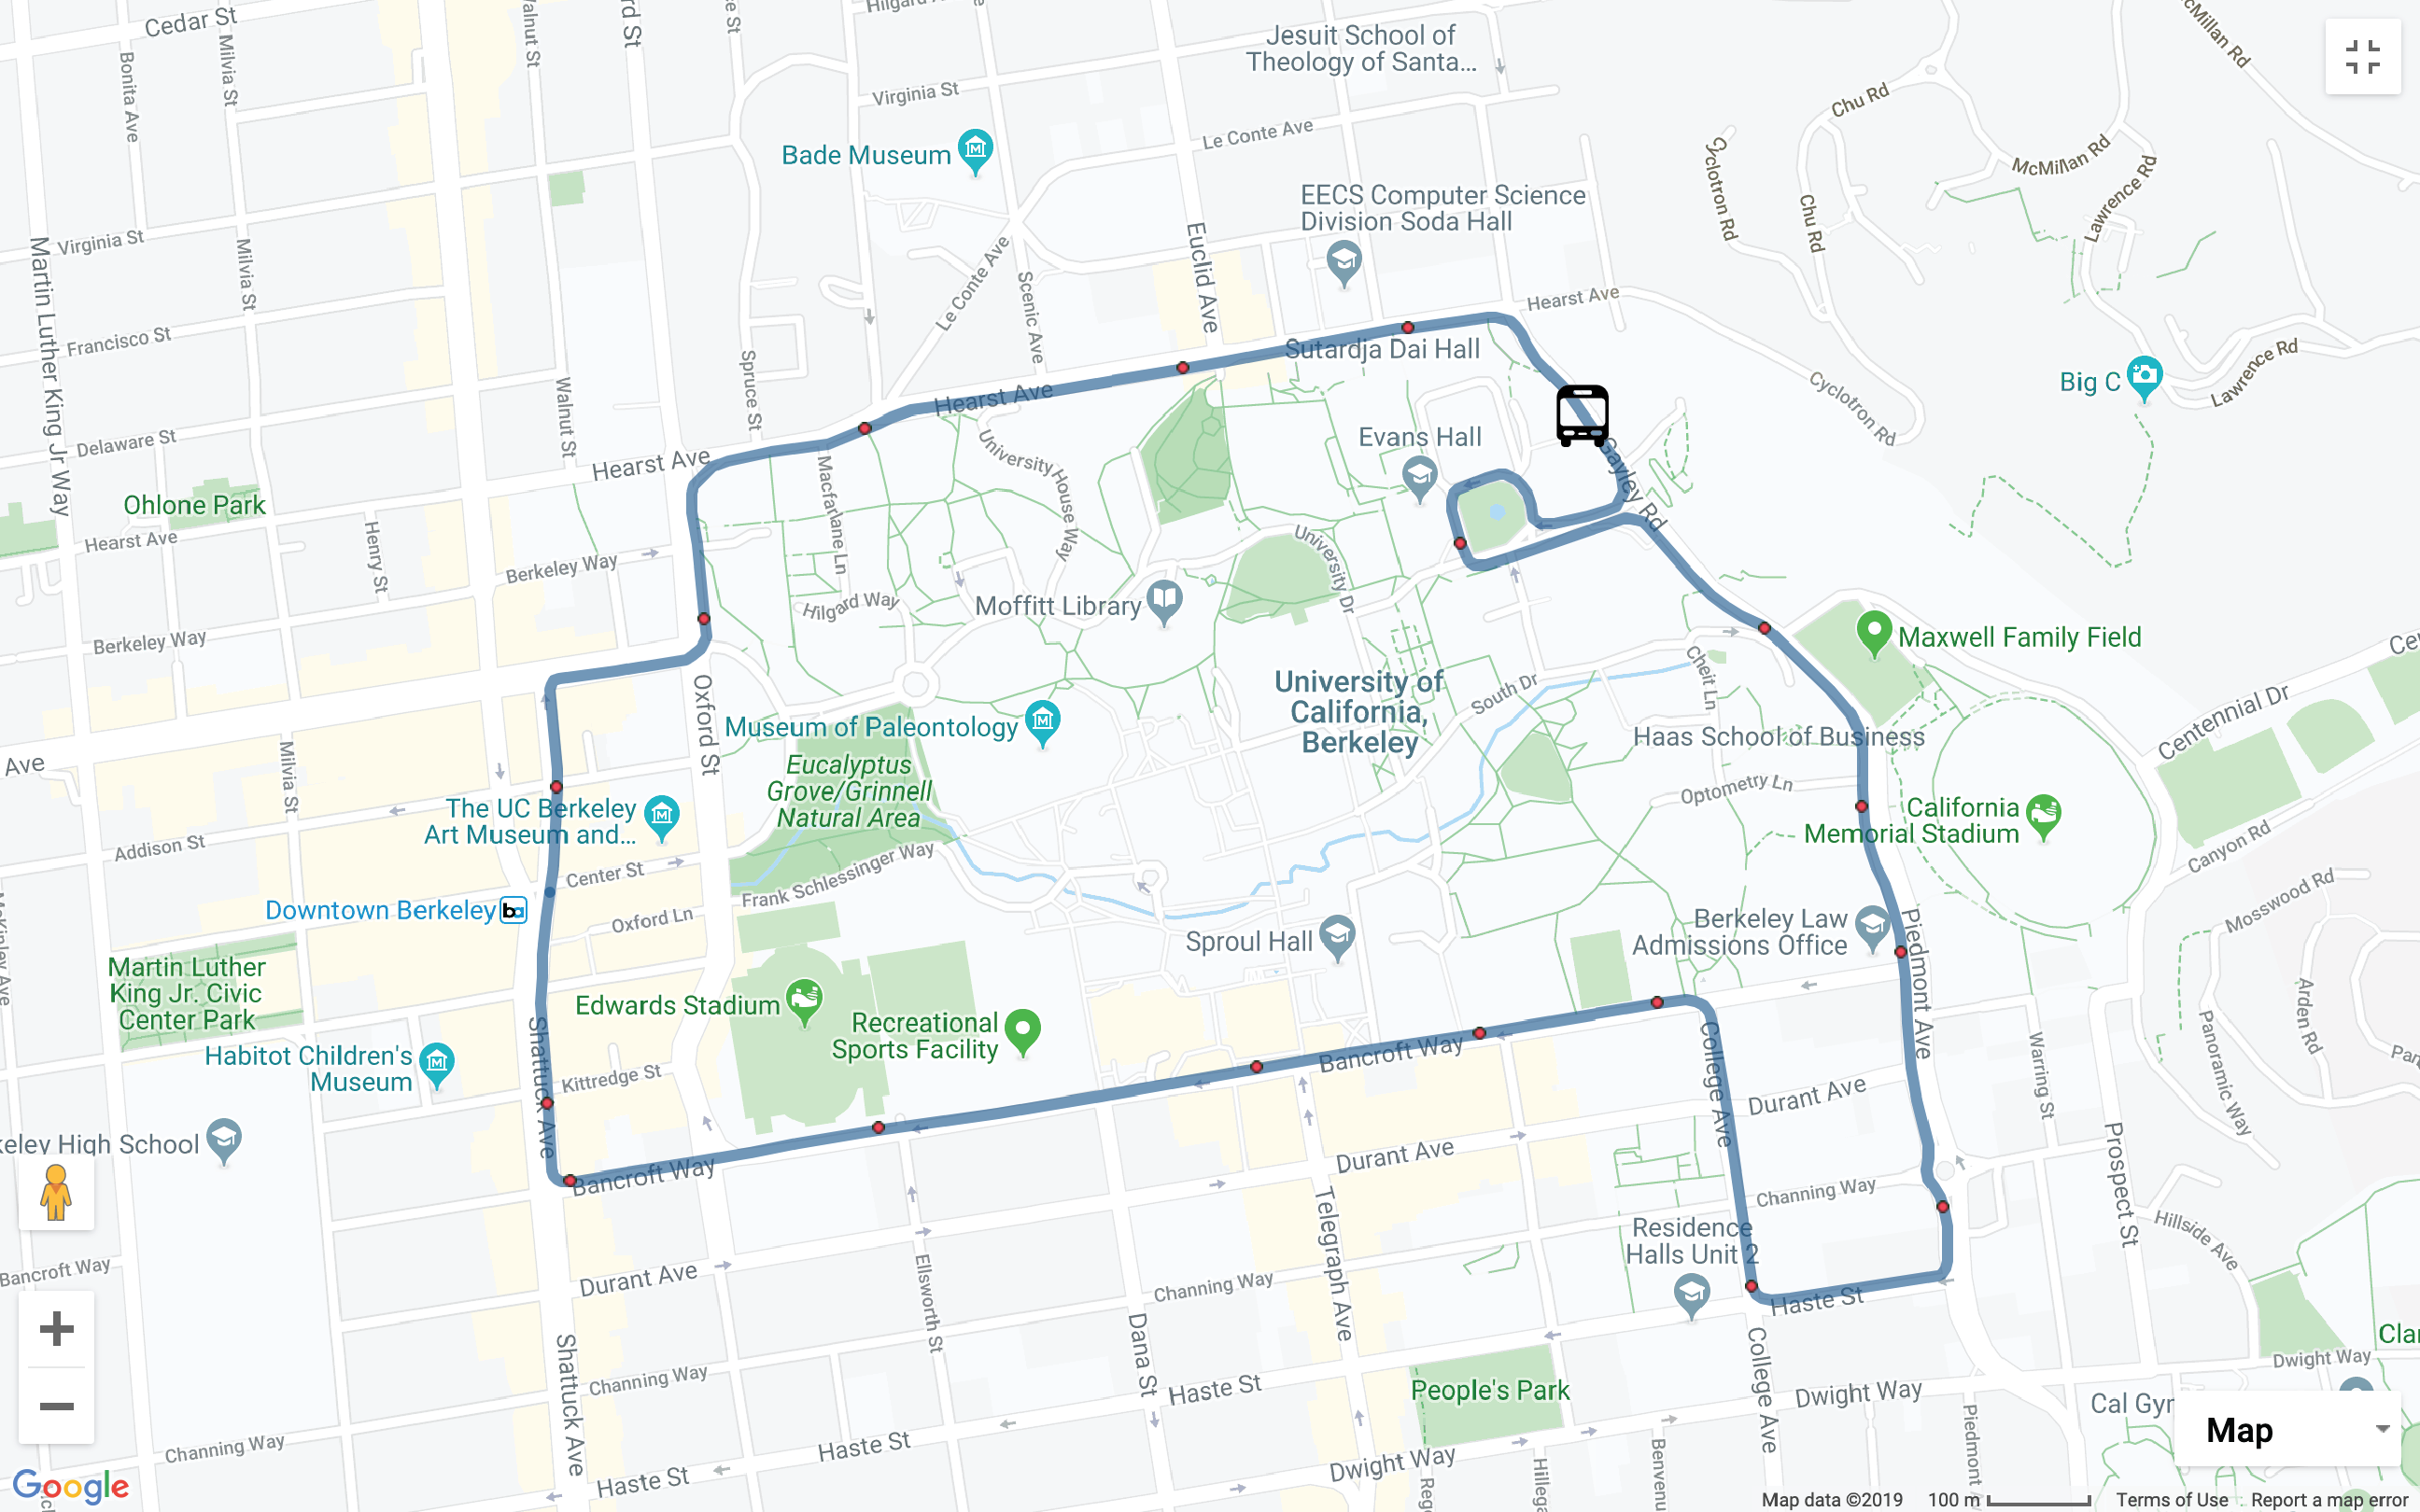 Cedar St
Bonita Ave
Milvia St
Walnut St
rd St
Hilgard
Virginia St
Jesuit School of
Theology of Santa...
Le Conte Ave
Chu Rd
McMillan Rd
Cyclotron Rd
Chu Rd
McMillan Rd
Lawrence Rd
Bade Museum
EECS Computer Science
Division Soda Hall
Virginia St
Milvia St
Martin Luther King Jr Way
Francisco St
Euclid Ave
Le Conte Ave
Scenic Ave
Hearst Ave
Sutardja Dai Hall
Lawrence Rd
Big C
Cyclotron Rd
Spruce St
Walnut St
Delaware St
Hearst Ave
Hearst Ave
Evans Hall
Gayley Rd
University House Way
Macfarlane Ln
Ohlone Park
Hearst Ave
Henry St
Berkeley Way
University Dr
Hilgard Way
Moffitt Library
Berkeley Way
Maxwell Family Field
Cheit Ln
South Dr
University of
California,
Berkeley
Oxford St
Museum of Paleontology
Haas School of Business
Centennial Dr
Ave
Milvia St
Eucalyptus
Grove/Grinnell
Natural Area
Optometry Ln
The UC Berkeley
Art Museum and...
California
Memorial Stadium
Canyon Rd
Addison St
Center St
Frank Schlessinger Way
Mosswood Rd
Downtown Berkeley
Oxford Ln
Sproul Hall
Berkeley Law
Admissions Office
Piedmont Ave
McKinley Ave
Martin Luther
King Jr. Civic
Center Park
Edwards Stadium
Recreational
Sports Facility
Arden Rd
Panoramic Way
Habitot Children's
Museum
Shattuck Ave
Kittredge St
Bancroft Way
College Ave
Durant Ave
Warring St
keley High School
Bancroft Way
Durant Ave
Channing Way
Prospect St
Hillside Ave
Telegraph Ave
Residence
Halls Unit 2
Bancroft Way
Durant Ave
Ellsworth St
Channing Way
Haste St
Dana St
Shattuck Ave
College Ave
Clar
Dwight Way
Channing Way
Haste St
People's Park
Dwight Way
Cal Gyr
Channing Way
Haste St
Haste St
Dwight Way
Piedmont
Benvenu
Hillega
Reg
Map
Google
Map data ©2019
100 m
Terms of Use
Report a map error